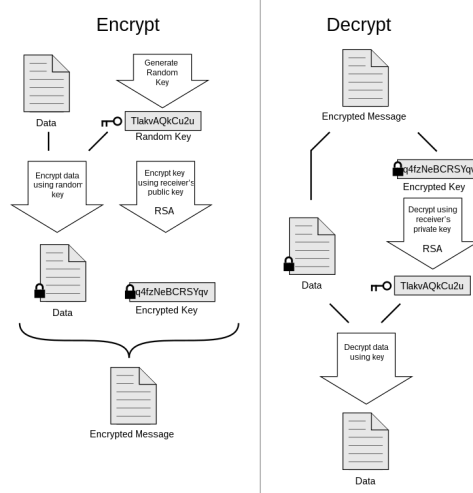 Encrypt
Generate
Random
Key
Data
TlakvAQkCu2u
Random Key
Encrypt data
using random
key
Encrypt key
using receiver's
public key
RSA
Data
q4fzNeBCRSYqv
Encrypted Key
Encrypted Message
Decrypt
Encrypted Message
q4fzNeBCRSYqv
Encrypted Key
Decrypt using
receiver's
private key
RSA
Data
TlakvAQkCu2u
Decrypt data
using key
Data